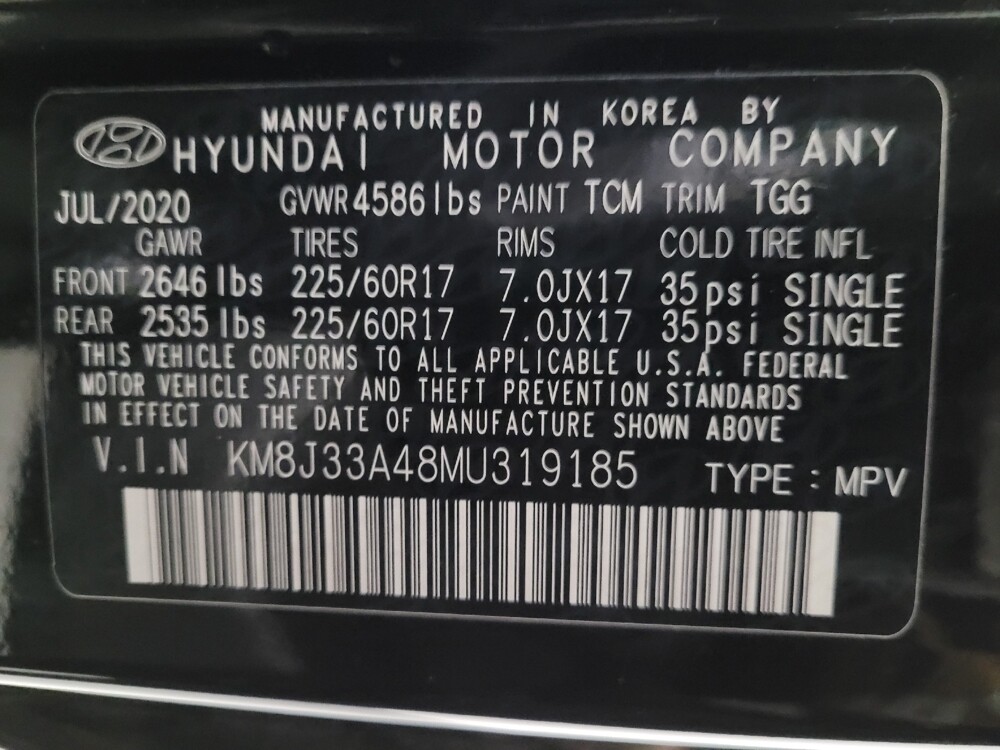 MANUFACTURED IN KOREA BY
HYUNDAI MOTOR COMPANY
JUL/2020 GVWR 4586 lbs PAINT TCM TRIM TGG
GAWR TIRES RIMS COLD TIRE INFL
FRONT 2646 lbs 225/60R17 7.0JX17 35psi SINGLE
REAR 2535 lbs 225/60R17 7.0JX17 35psi SINGLE
THIS VEHICLE CONFORMS TO ALL APPLICABLE U.S.A. FEDERAL
MOTOR VEHICLE SAFETY AND THEFT PREVENTION STANDARDS
IN EFFECT ON THE DATE OF MANUFACTURE SHOWN ABOVE
V.I.N KM8J33A48MU319185 TYPE : MPV